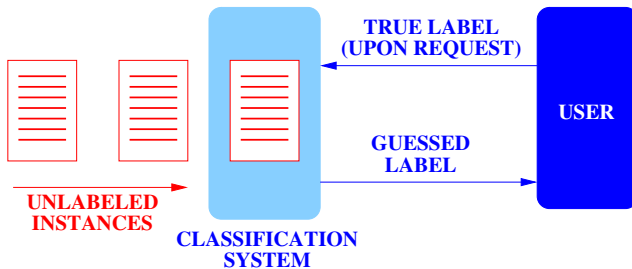 TRUE LABEL
(UPON REQUEST)
USER
GUESSED
LABEL
UNLABELED
INSTANCES
CLASSIFICATION
SYSTEM